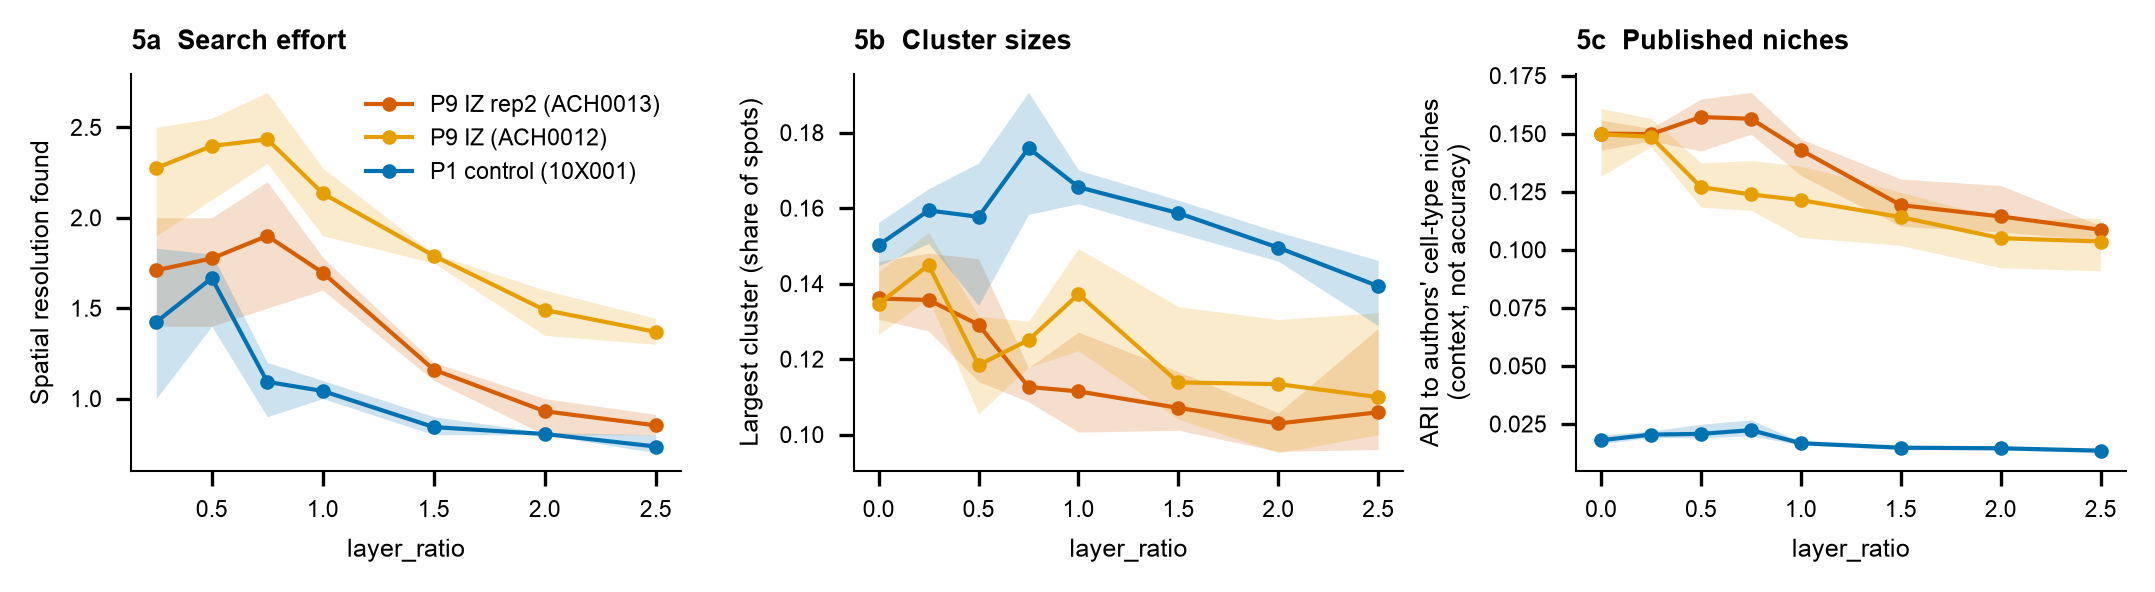 5a  Search effort
Spatial resolution found
2.5
2.0
1.5
1.0
P9 IZ rep2 (ACH0013)
P9 IZ (ACH0012)
P1 control (10X001)
0.5
1.0
1.5
2.0
2.5
layer_ratio
5b  Cluster sizes
Largest cluster (share of spots)
0.18
0.16
0.14
0.12
0.10
0.0
0.5
1.0
1.5
2.0
2.5
layer_ratio
5c  Published niches
ARI to authors' cell-type niches
(context, not accuracy)
0.175
0.150
0.125
0.100
0.075
0.050
0.025
0.0
0.5
1.0
1.5
2.0
2.5
layer_ratio